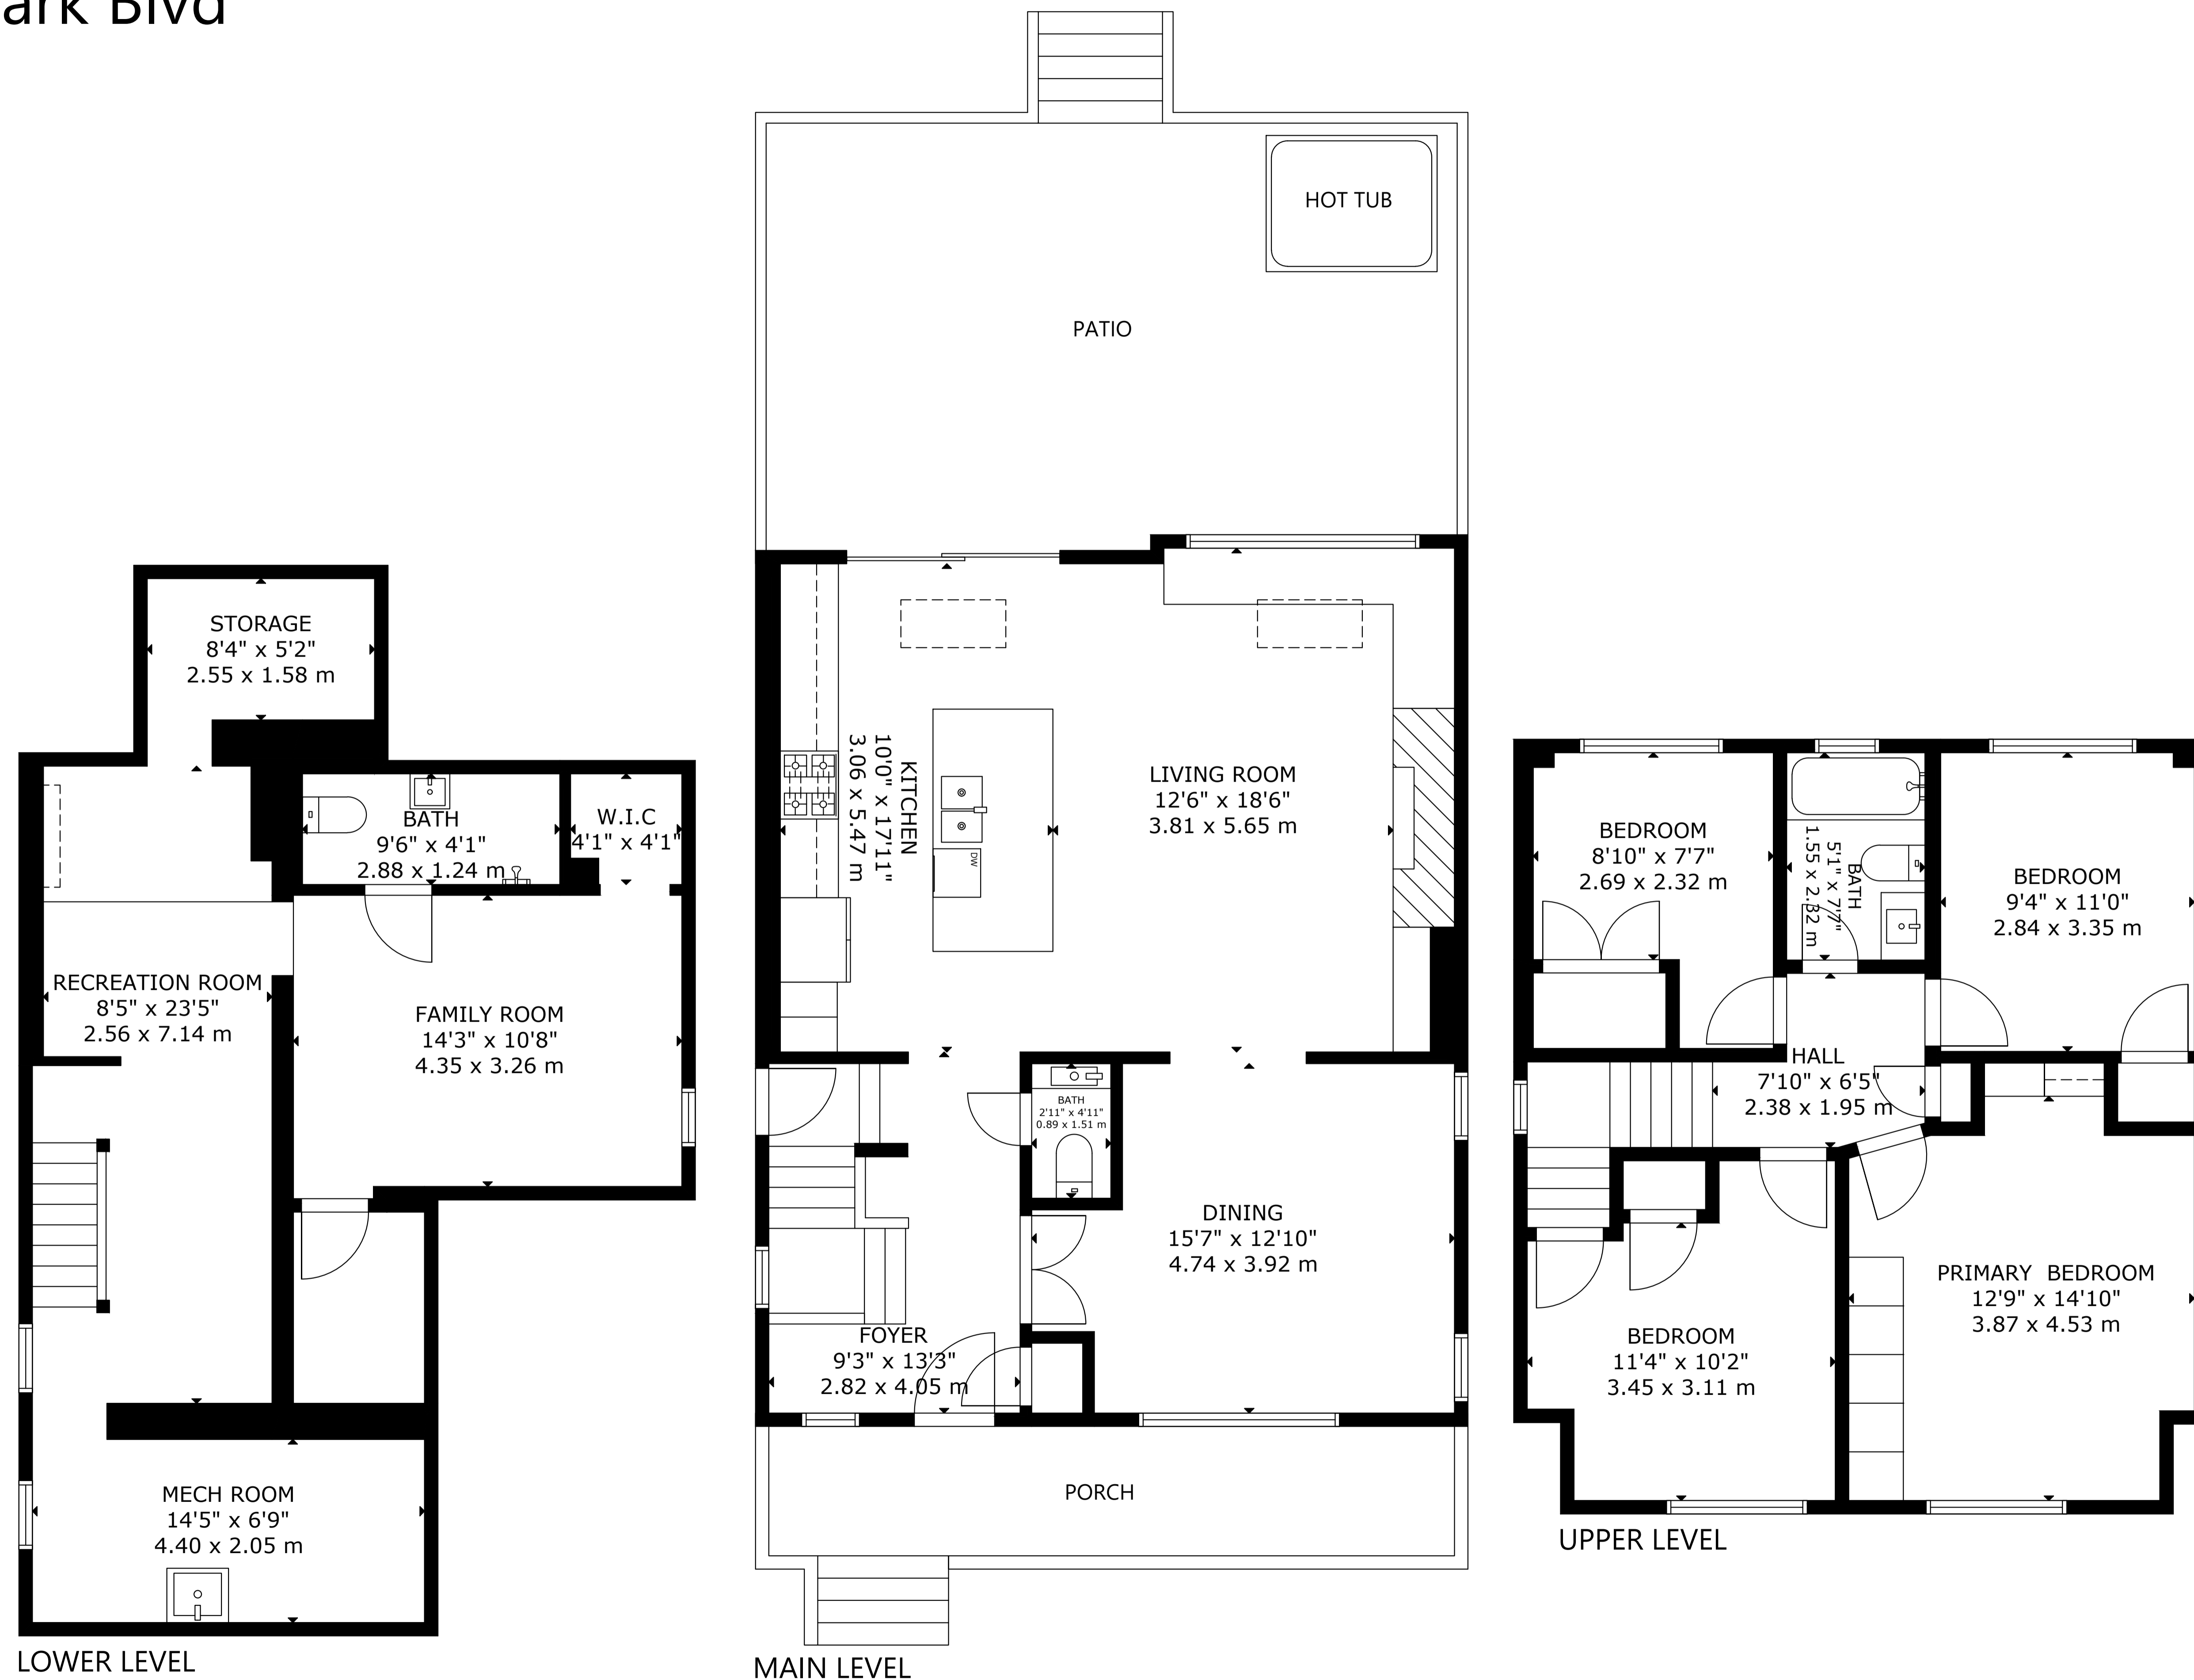 ark Blvd
STORAGE
8'4" x 5'2"
2.55 x 1.58 m
BATH
9'6" x 4'1"
2.88 x 1.24 m
W.I.C
4'1" x 4'1"
RECREATION ROOM
8'5" x 23'5"
2.56 x 7.14 m
FAMILY ROOM
14'3" x 10'8"
4.35 x 3.26 m
MECH ROOM
14'5" x 6'9"
4.40 x 2.05 m
LOWER LEVEL
HOT TUB
PATIO
KITCHEN
10'0" x 17'11"
3.06 x 5.47 m
DW
LIVING ROOM
12'6" x 18'6"
3.81 x 5.65 m
BATH
2'11" x 4'11"
0.89 x 1.51 m
DINING
15'7" x 12'10"
4.74 x 3.92 m
FOYER
9'3" x 13'3"
2.82 x 4.05 m
PORCH
MAIN LEVEL
BEDROOM
8'10" x 7'7"
2.69 x 2.32 m
BATH
5'1" x 7'7"
1.55 x 2.32 m
BEDROOM
9'4" x 11'0"
2.84 x 3.35 m
HALL
7'10" x 6'5"
2.38 x 1.95 m
PRIMARY BEDROOM
12'9" x 14'10"
3.87 x 4.53 m
BEDROOM
11'4" x 10'2"
3.45 x 3.11 m
UPPER LEVEL